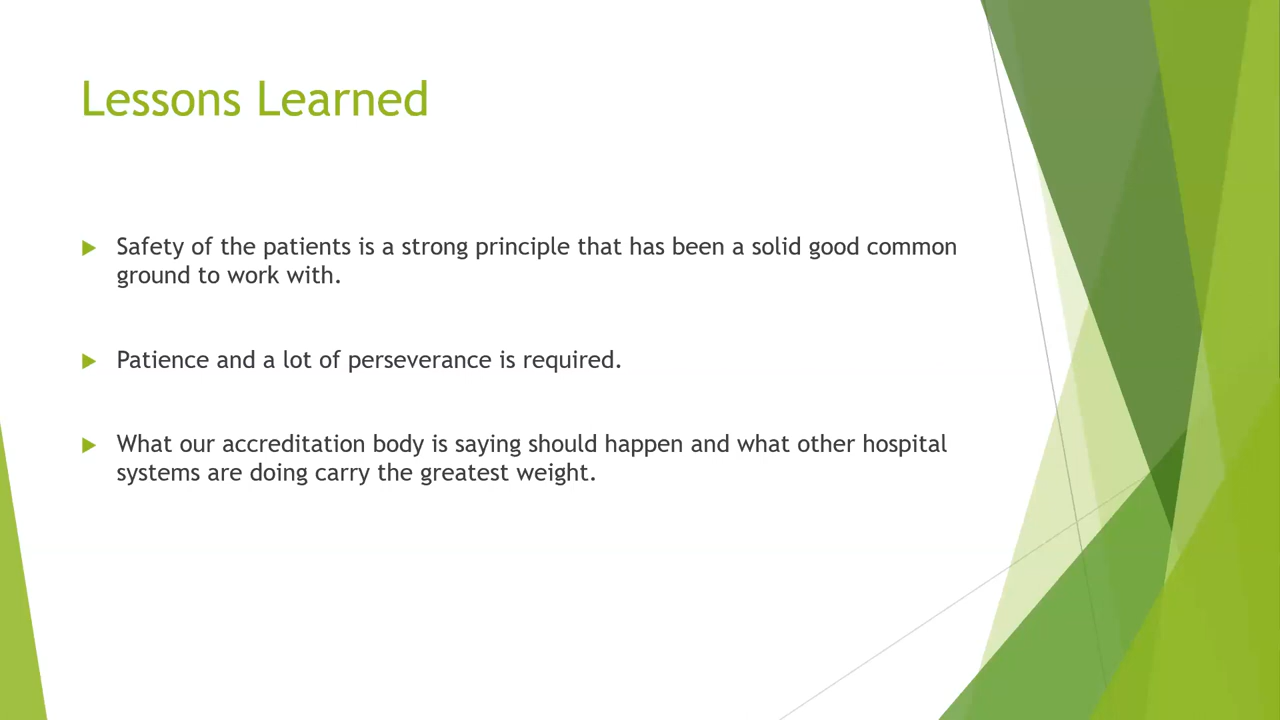 Lessons Learned
Safety of the patients is a strong principle that has been a solid good common
ground to work with.
Patience and a lot of perseverance is required.
What our accreditation body is saying should happen and what other hospital
systems are doing carry the greatest weight.